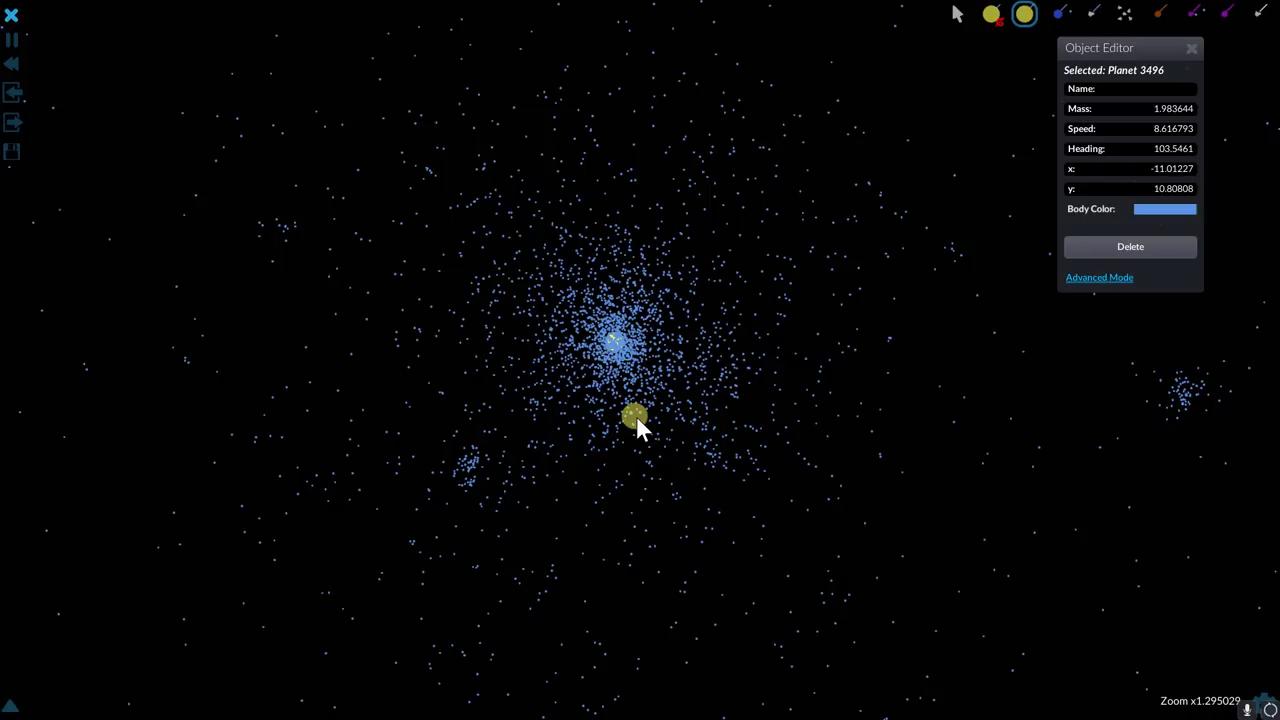 Object Editor
Selected: Planet 3496
Name:
Mass: 1.983644
Speed: 8.616793
Heading: 103.5461
x: -11.01227
y: 10.80808
Body Color:
Delete
Advanced Mode
Zoom x1.295029